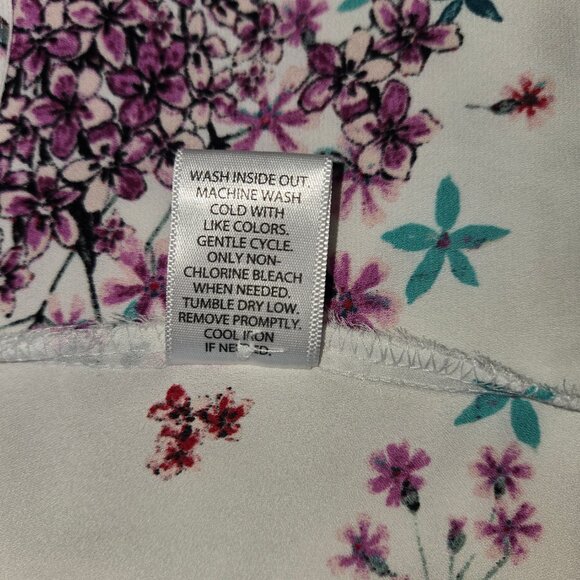 WASH INSIDE OUT.
MACHINE WASH
COLD WITH
LIKE COLORS.
GENTLE CYCLE.
ONLY NON-
CHLORINE BLEACH
WHEN NEEDED.
TUMBLE DRY LOW.
REMOVE PROMPTLY.
COOL IRON
IF NEEDED.